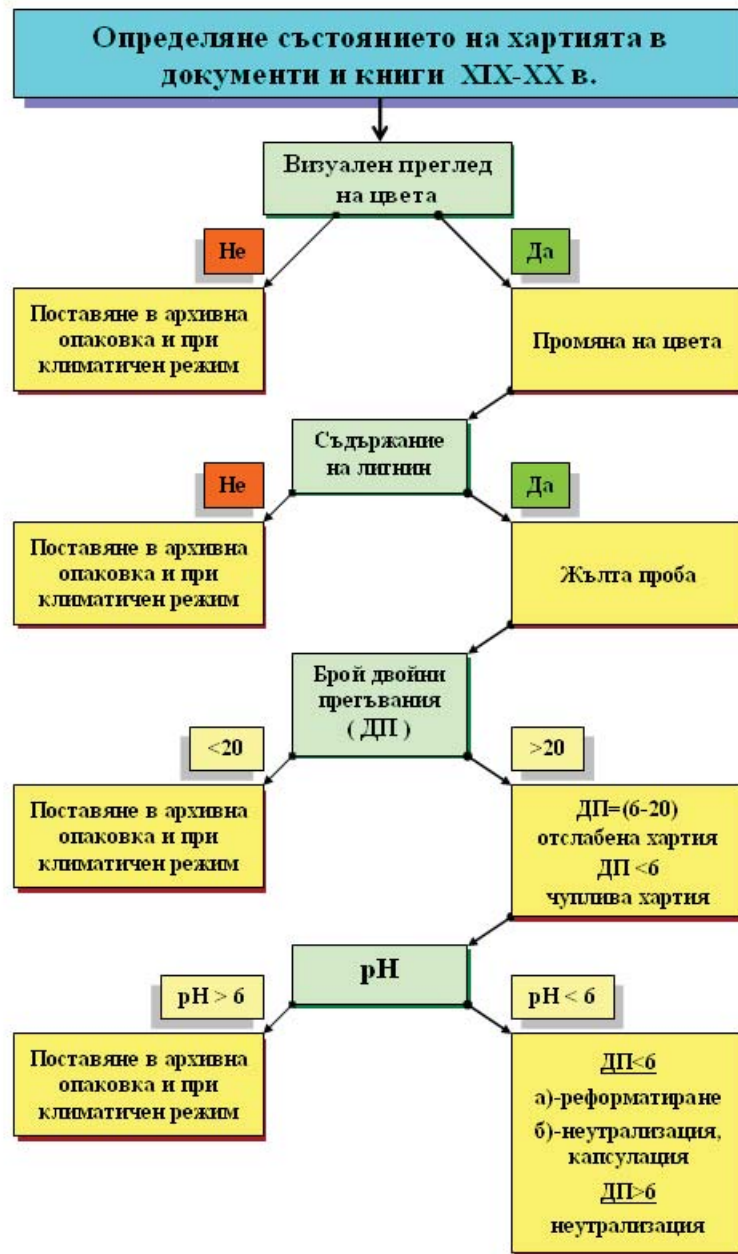 Определяне състоянието на хартията в
документи и книги XIX-XX в.
Визуален преглед
на цвета
Не
Да
Поставяне в архивна
опаковка и при
климатичен режим
Промяна на цвета
Съдържание
на лигнин
Не
Да
Поставяне в архивна
опаковка и при
климатичен режим
Жълта проба
Брой двойни
прегъвания
( ДП )
<20
>20
Поставяне в архивна
опаковка и при
климатичен режим
ДП=(6-20)
отслабена хартия
ДП <6
чуплива хартия
pH
pH > 6
pH < 6
Поставяне в архивна
опаковка и при
климатичен режим
ДП<6
а)-реформатиране
б)-неутрализация,
капсулация
ДП>6
неутрализация